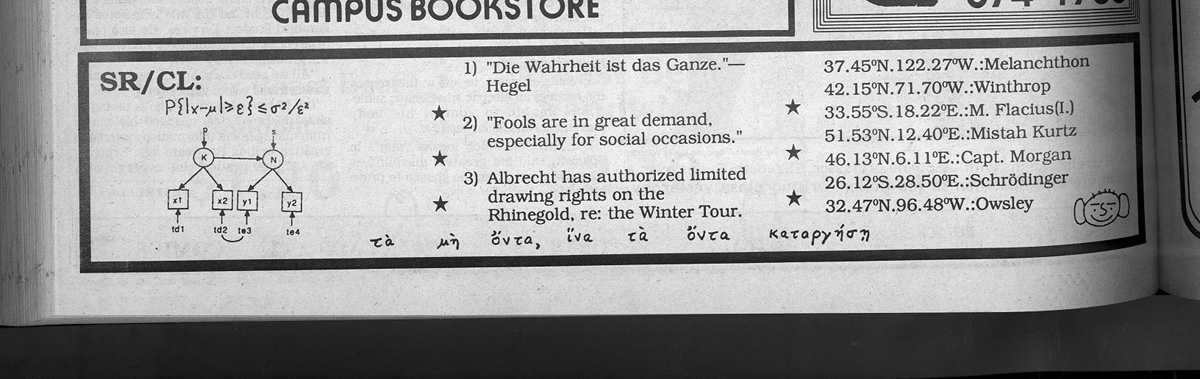 CAMPUS BOOKSTORE
SR/CL:
P{|x-μ|≥ε}≤σ²/ε²
P s
K N
x1 x2 y1 y2
td1 td2 te3 te4
1) "Die Wahrheit ist das Ganze."—
Hegel
2) "Fools are in great demand,
especially for social occasions."
3) Albrecht has authorized limited
drawing rights on the
Rhinegold, re: the Winter Tour.
37.45ºN.122.27ºW.:Melanchthon
42.15ºN.71.70ºW.:Winthrop
33.55ºS.18.22ºE.:M. Flacius(I.)
51.53ºN.12.40ºE.:Mistah Kurtz
46.13ºN.6.11ºE.:Capt. Morgan
26.12ºS.28.50ºE.:Schrödinger
32.47ºN.96.48ºW.:Owsley
τὰ μὴ ὄντα, ἵνα τὰ ὄντα καταργήσῃ